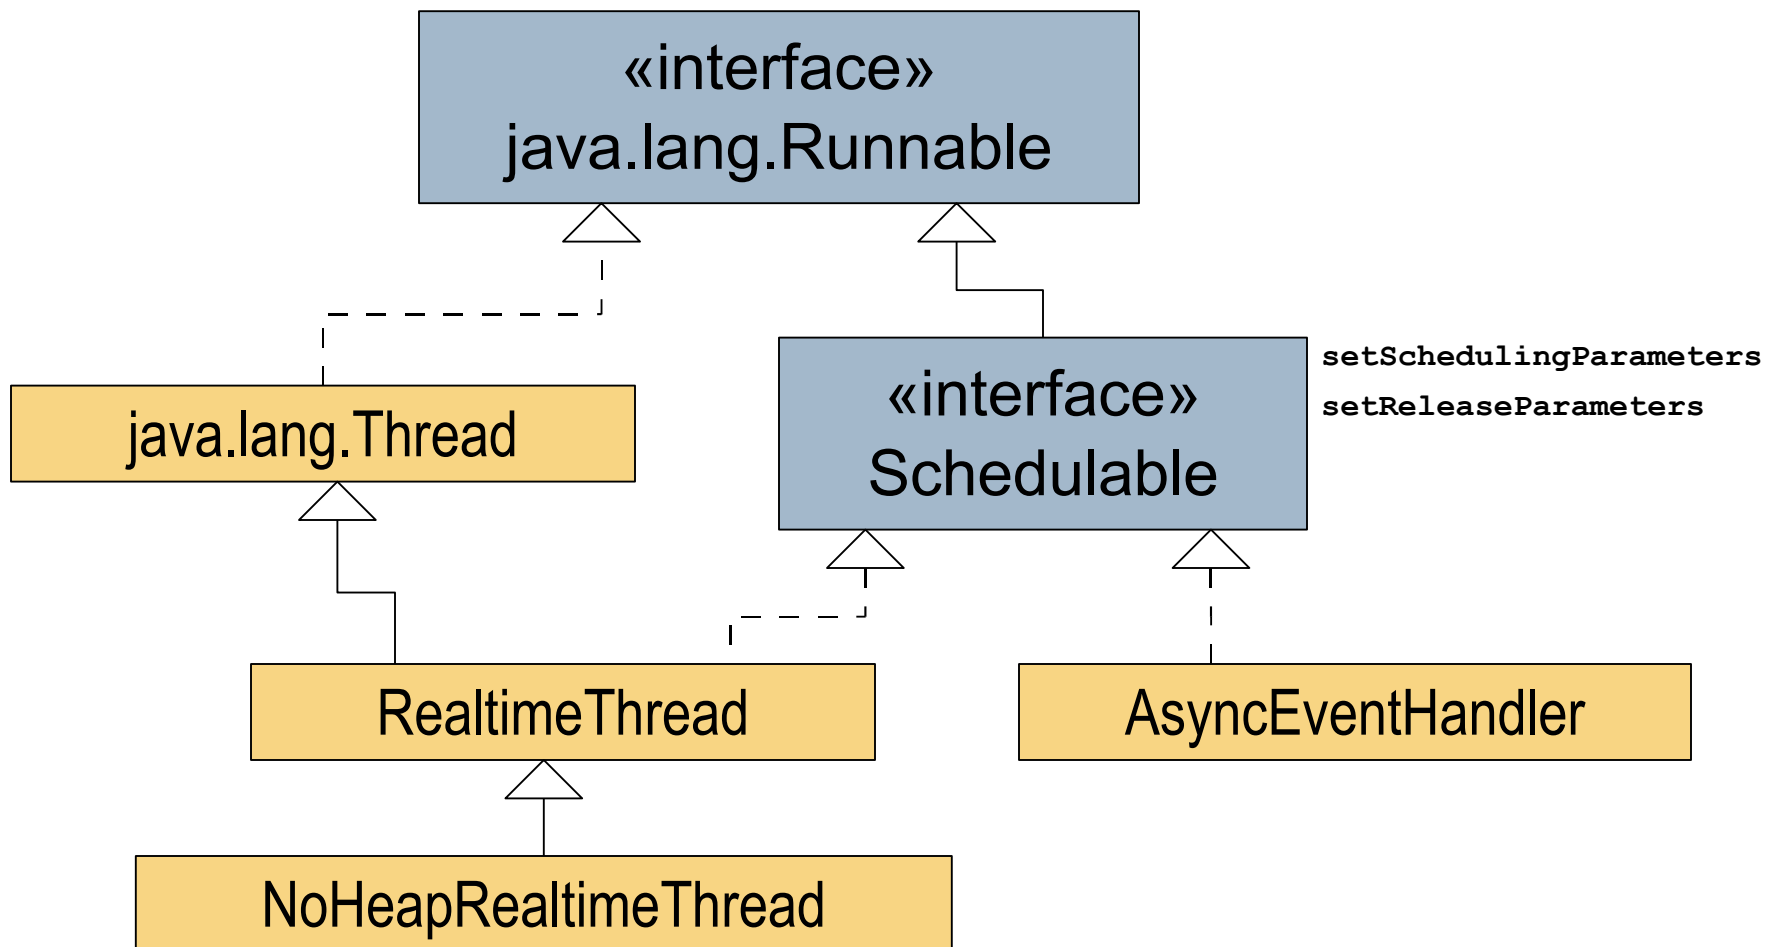 «interface»
java.lang.Runnable
java.lang.Thread
«interface»
Schedulable
setSchedulingParameters
setReleaseParameters
RealtimeThread
AsyncEventHandler
NoHeapRealtimeThread